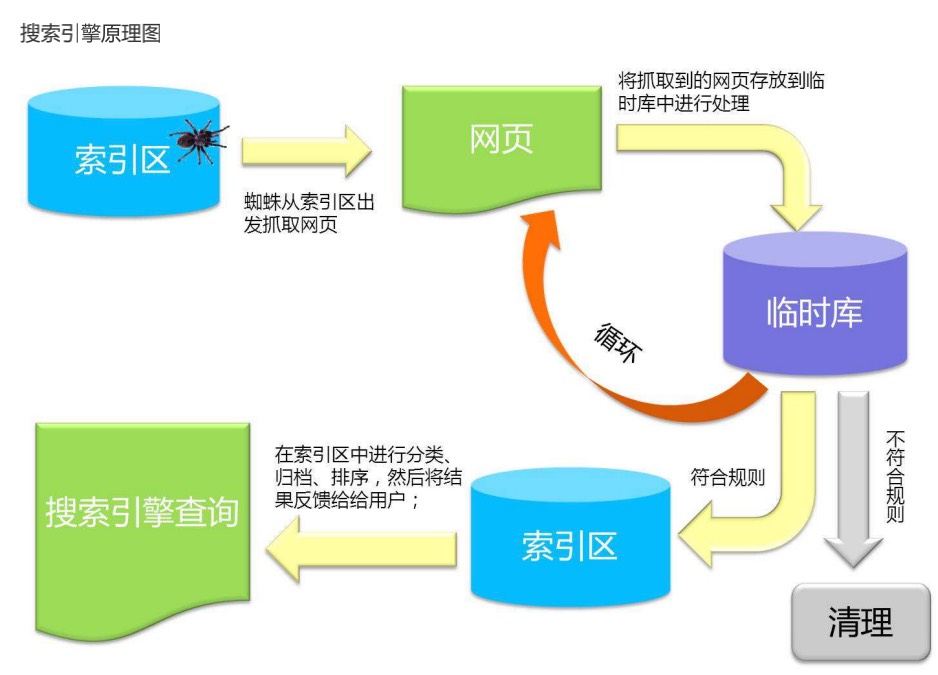 搜索引擎原理图
将抓取到的网页存放到临
时库中进行处理
网页
索引区
蜘蛛从索引区出
发抓取网页
临时库
循环
在索引区中进行分类、
归档、排序，然后将结
果反馈给给用户；
符合规则
不符合规则
搜索引擎查询
索引区
清理